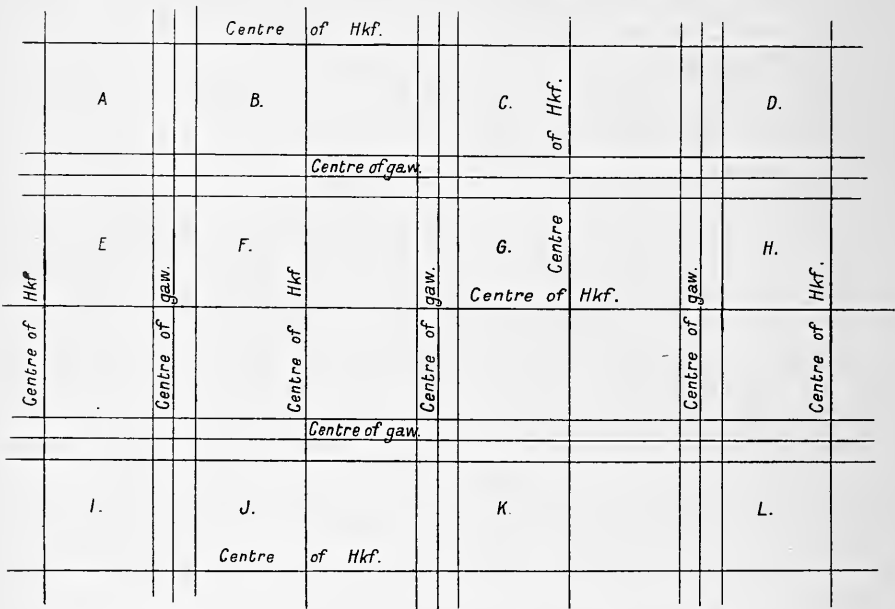 Centre of Hkf.
A B. C. D.
Centre of Hkf.
Centre of gaw.
E F. G. H.
Centre of Hkf.
Centre of Hkf
Centre of gaw.
Centre of Hkf
Centre of gaw.
Centre of gaw.
Centre of Hkf.
Centre of gaw.
I. J. K. L.
Centre of Hkf.